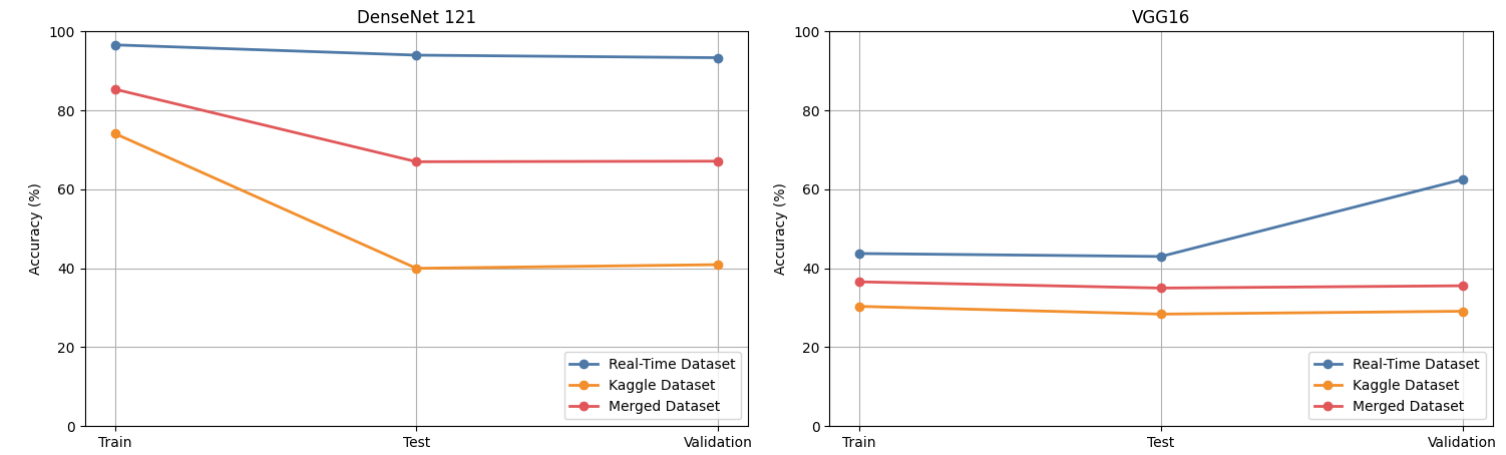 DenseNet 121
Accuracy (%)
100
80
60
40
20
0
Train Test Validation
Real-Time Dataset
Kaggle Dataset
Merged Dataset
VGG16
Accuracy (%)
100
80
60
40
20
0
Train Test Validation
Real-Time Dataset
Kaggle Dataset
Merged Dataset